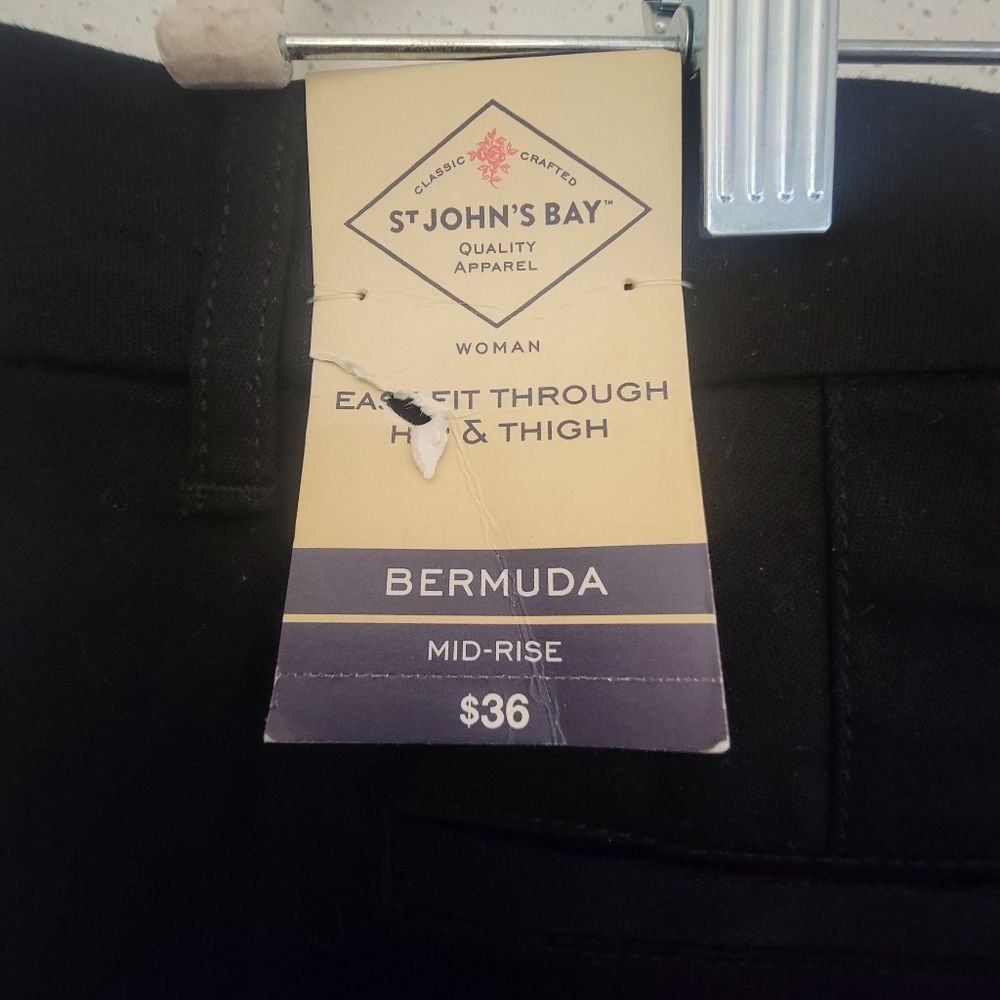 CLASSIC CRAFTED
ST JOHN'S BAY™
QUALITY
APPAREL
WOMAN
FIT THROUGH
& THIGH
BERMUDA
MID-RISE
$36